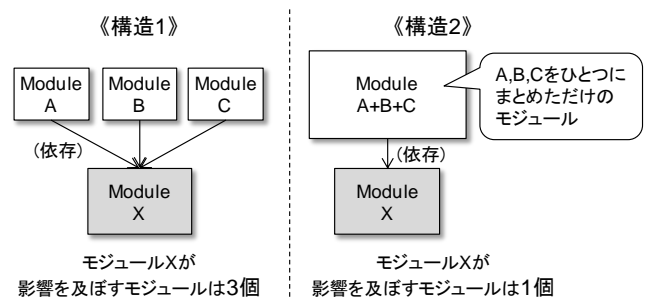 《構造1》
Module
A
Module
B
Module
C
(依存)
Module
X
モジュールXが
影響を及ぼすモジュールは3個
《構造2》
Module
A+B+C
A,B,Cをひとつに
まとめただけの
モジュール
(依存)
Module
X
モジュールXが
影響を及ぼすモジュールは1個